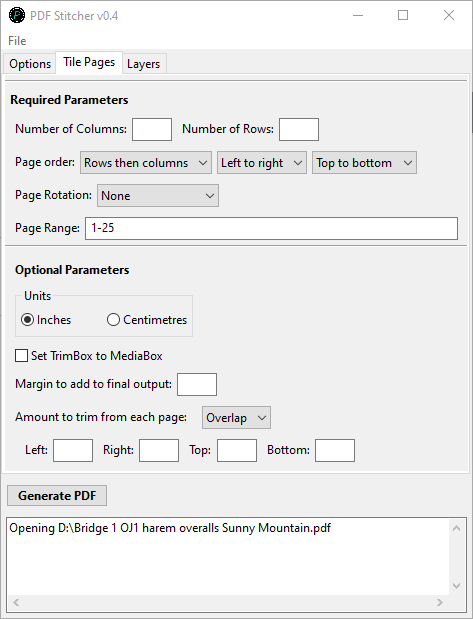 PDF Stitcher v0.4
File
Options Tile Pages Layers
Required Parameters
Number of Columns: Number of Rows:
Page order: Rows then columns Left to right Top to bottom
Page Rotation: None
Page Range: 1-25
Optional Parameters
Units
Inches Centimetres
Set TrimBox to MediaBox
Margin to add to final output:
Amount to trim from each page: Overlap
Left: Right: Top: Bottom:
Generate PDF
Opening D:\Bridge 1 OJ1 harem overalls Sunny Mountain.pdf